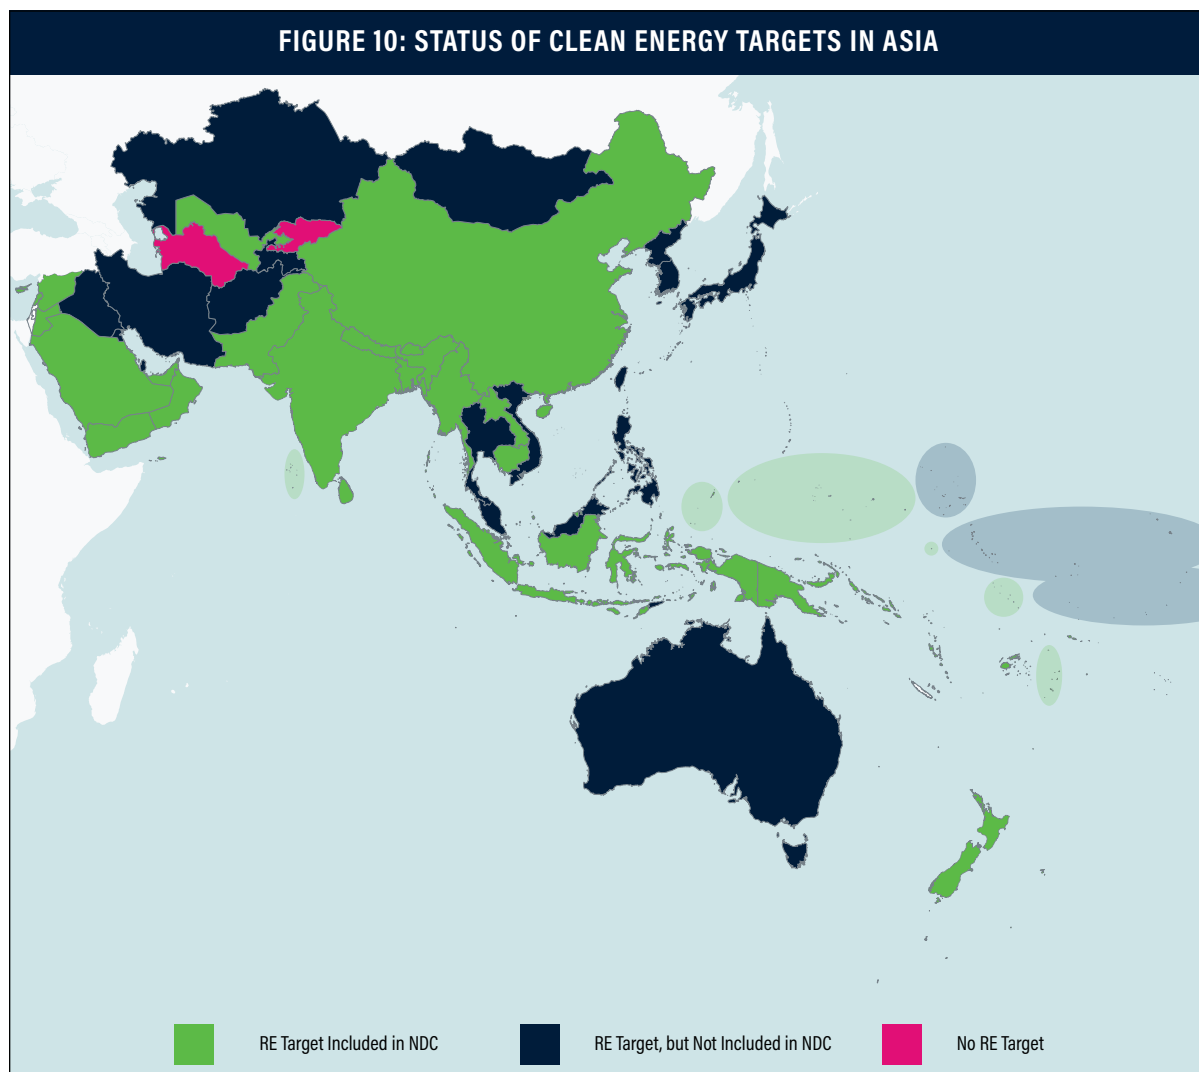 FIGURE 10: STATUS OF CLEAN ENERGY TARGETS IN ASIA
RE Target Included in NDC
RE Target, but Not Included in NDC
No RE Target